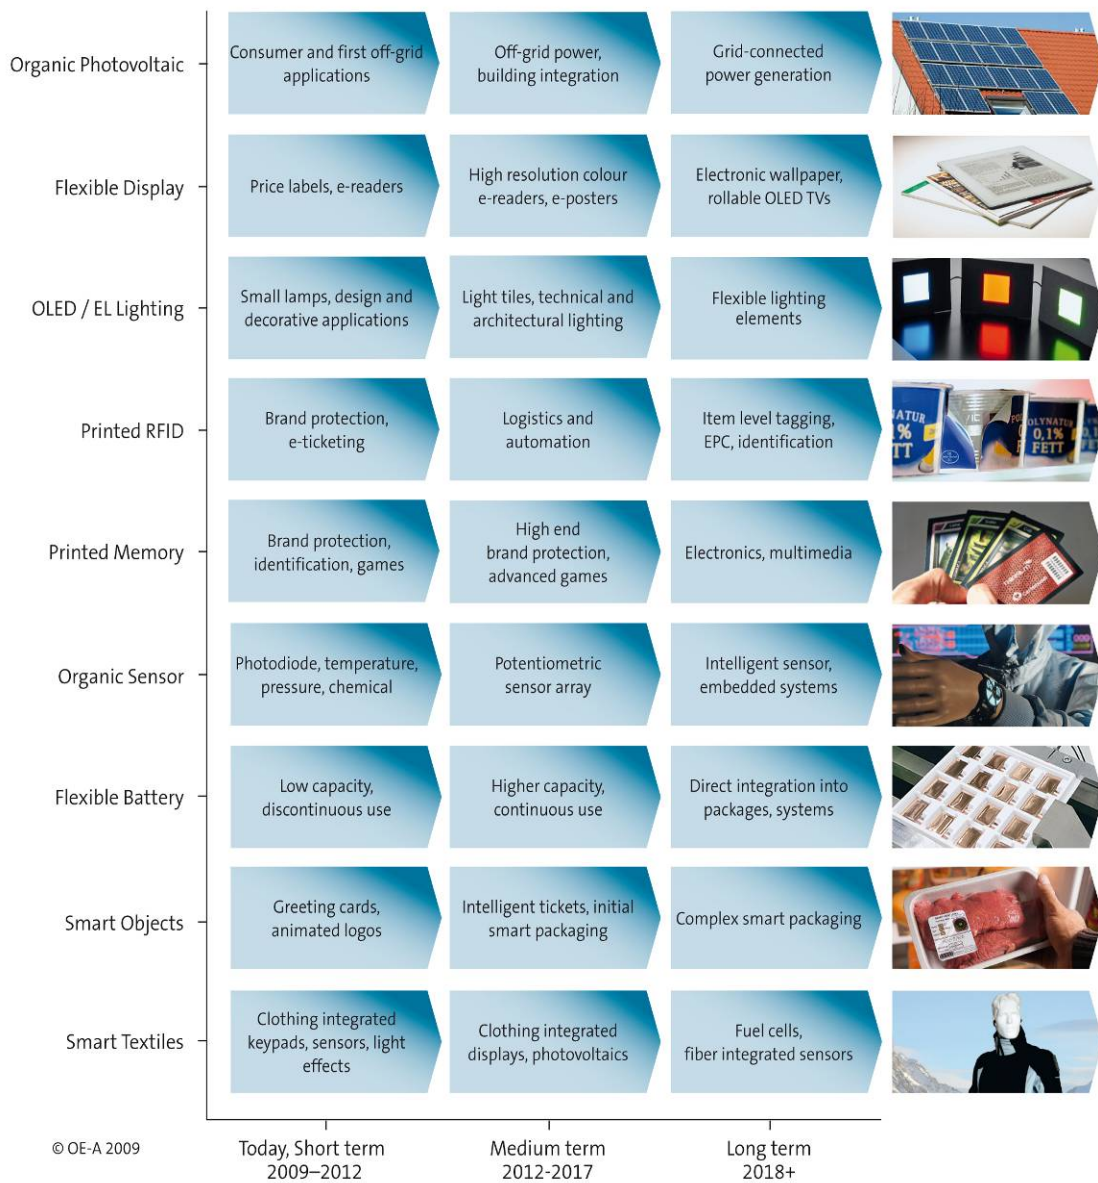 Organic Photovoltaic
Consumer and first off-grid
applications
Off-grid power,
building integration
Grid-connected
power generation
Flexible Display
Price labels, e-readers
High resolution colour
e-readers, e-posters
Electronic wallpaper,
rollable OLED TVs
OLED / EL Lighting
Small lamps, design and
decorative applications
Light tiles, technical and
architectural lighting
Flexible lighting
elements
Printed RFID
Brand protection,
e-ticketing
Logistics and
automation
Item level tagging,
EPC, identification
NATUR
1%
TT
POLYNATUR
0,1%
FETT
Printed Memory
Brand protection,
identification, games
High end
brand protection,
advanced games
Electronics, multimedia
Organic Sensor
Photodiode, temperature,
pressure, chemical
Potentiometric
sensor array
Intelligent sensor,
embedded systems
Flexible Battery
Low capacity,
discontinuous use
Higher capacity,
continuous use
Direct integration into
packages, systems
Smart Objects
Greeting cards,
animated logos
Intelligent tickets, initial
smart packaging
Complex smart packaging
Smart Textiles
Clothing integrated
keypads, sensors, light
effects
Clothing integrated
displays, photovoltaics
Fuel cells,
fiber integrated sensors
© OE-A 2009
Today, Short term
2009–2012
Medium term
2012-2017
Long term
2018+